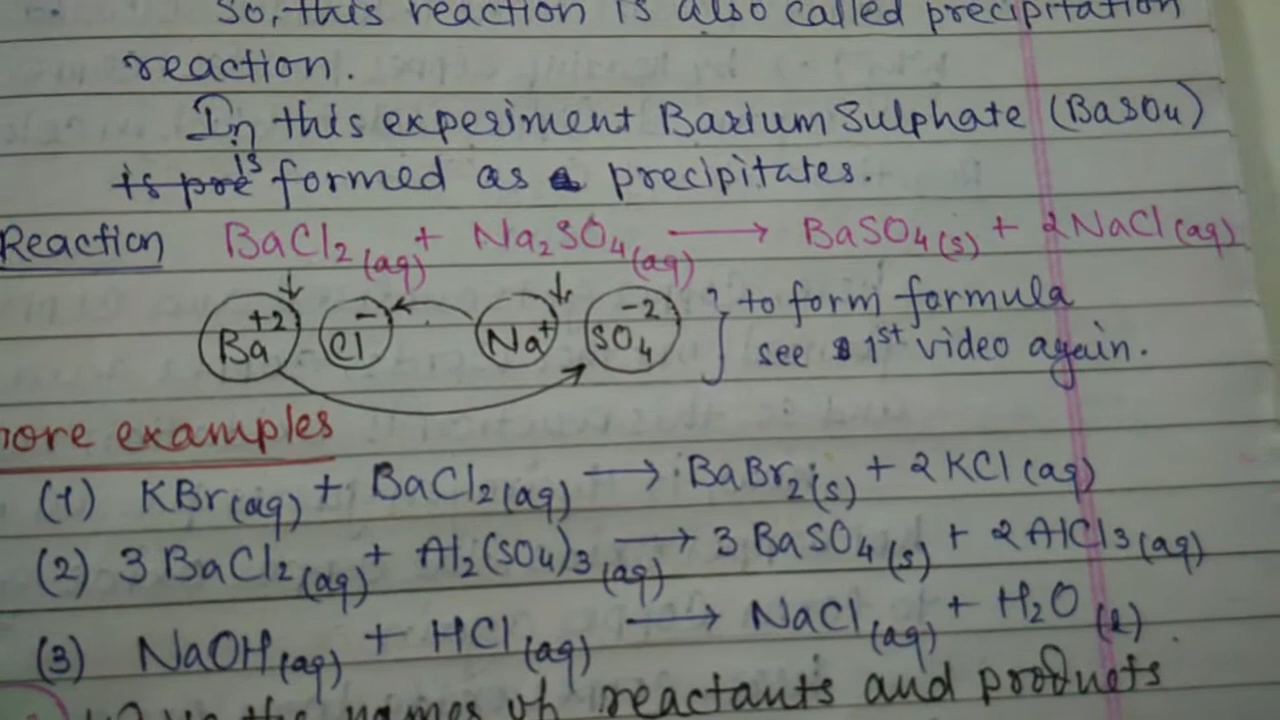 So, this reaction is also called precipitation
reaction.
In this experiment Barium Sulphate (BaSO4)
is pre is formed as a precipitates.
Reaction BaCl2(aq) + Na2SO4(aq) → BaSO4(s) + 2NaCl(aq)
Ba+2 Cl- Na+ SO4-2 } to form formula
see 1st video again.
more examples
(1) KBr(aq) + BaCl2(aq) → BaBr2(s) + 2KCl(aq)
(2) 3BaCl2(aq) + Al2(SO4)3(aq) → 3BaSO4(s) + 2AlCl3(aq)
(3) NaOH(aq) + HCl(aq) → NaCl(aq) + H2O(l).
the names of reactants and products